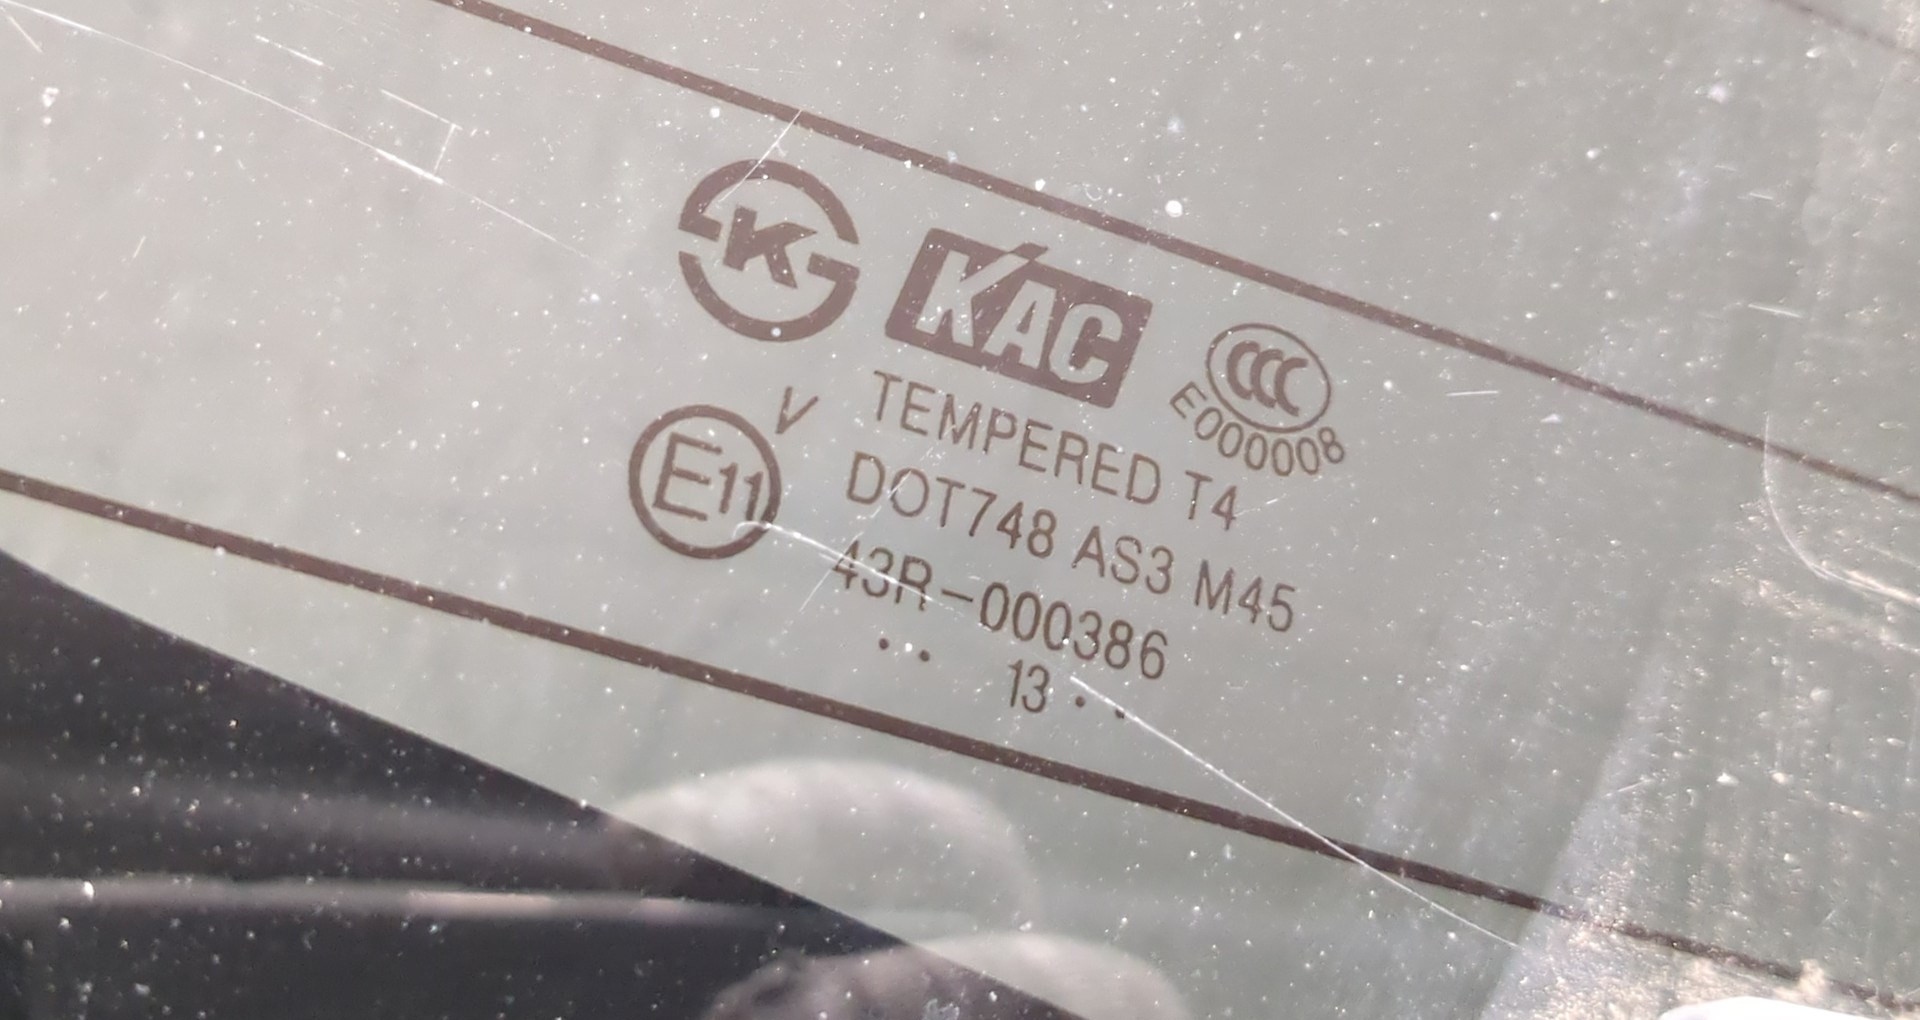 K
KAC
CCC
E000008
V
TEMPERED T4
E11
DOT748 AS3 M45
43R-000386
·· 13 ··